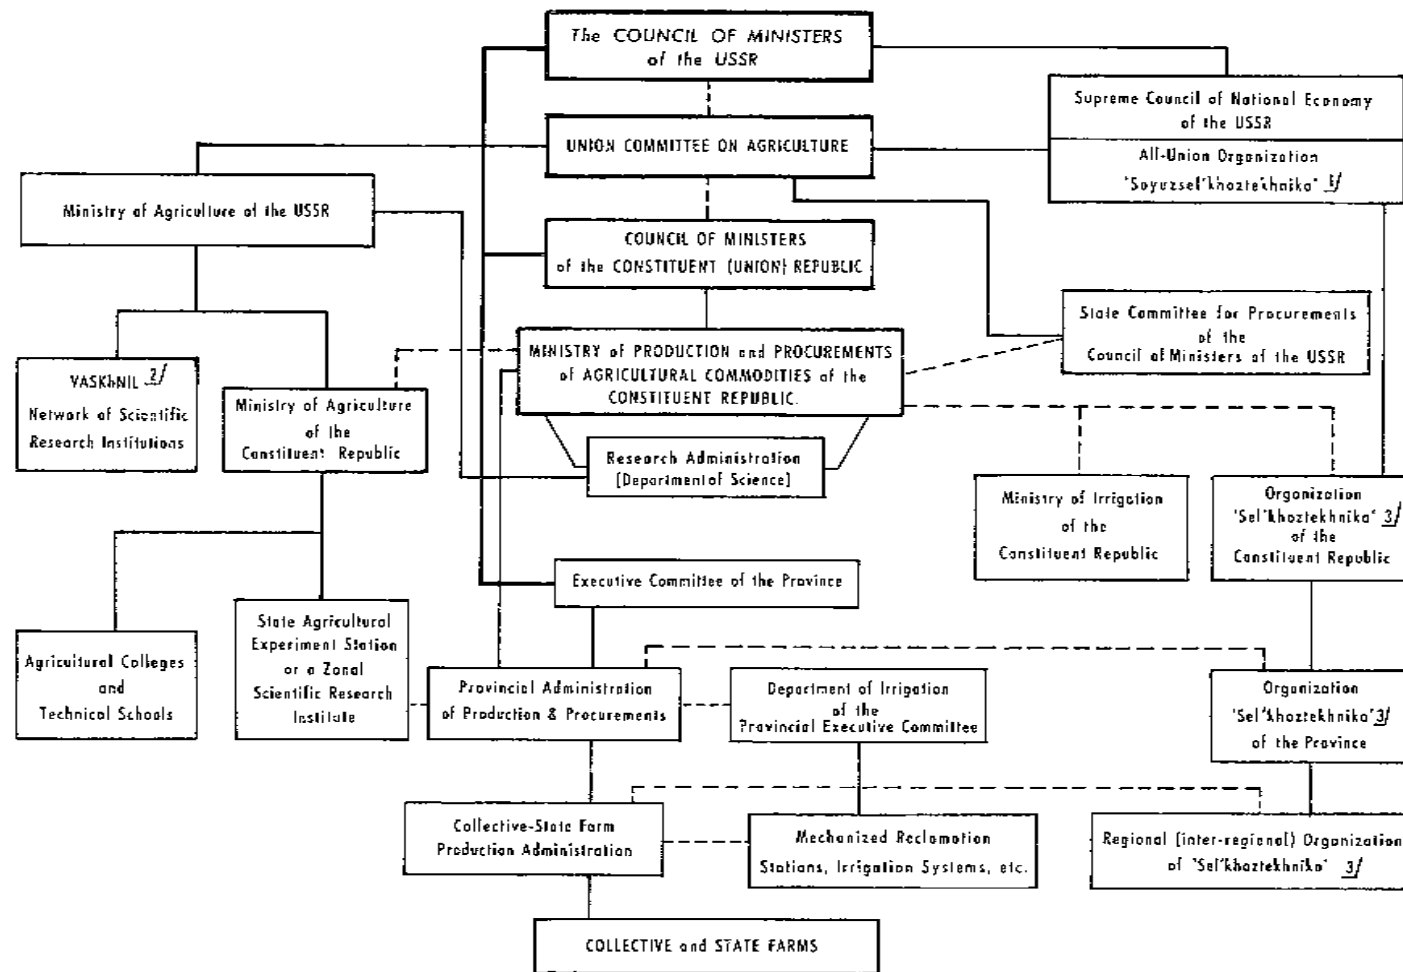 The COUNCIL OF MINISTERS
of the USSR
Supreme Council of National Economy
of the USSR
UNION COMMITTEE ON AGRICULTURE
All-Union Organization
'Soyuzsel'khoztekhnika' 1/
Ministry of Agriculture of the USSR
COUNCIL OF MINISTERS
of the CONSTITUENT (UNION) REPUBLIC
State Committee for Procurements
of the
Council of Ministers of the USSR
MINISTRY of PRODUCTION and PROCUREMENTS
of AGRICULTURAL COMMODITIES of the
CONSTITUENT REPUBLIC.
VASKhNIL 2/
Network of Scientific
Research Institutions
Ministry of Agriculture
of the
Constituent Republic
Research Administration
(Department of Science)
Ministry of Irrigation
of the
Constituent Republic
Organization
'Sel'khoztekhnika' 3/
of the
Constituent Republic
Executive Committee of the Province
Agricultural Colleges
and
Technical Schools
State Agricultural
Experiment Station
or a Zonal
Scientific Research
Institute
Provincial Administration
of Production & Procurements
Department of Irrigation
of the
Provincial Executive Committee
Organization
'Sel'khoztekhnika' 3/
of the Province
Collective-State Farm
Production Administration
Mechanized Reclamation
Stations, Irrigation Systems, etc.
Regional (inter-regional) Organization
of 'Sel'khoztekhnika' 3/
COLLECTIVE and STATE FARMS